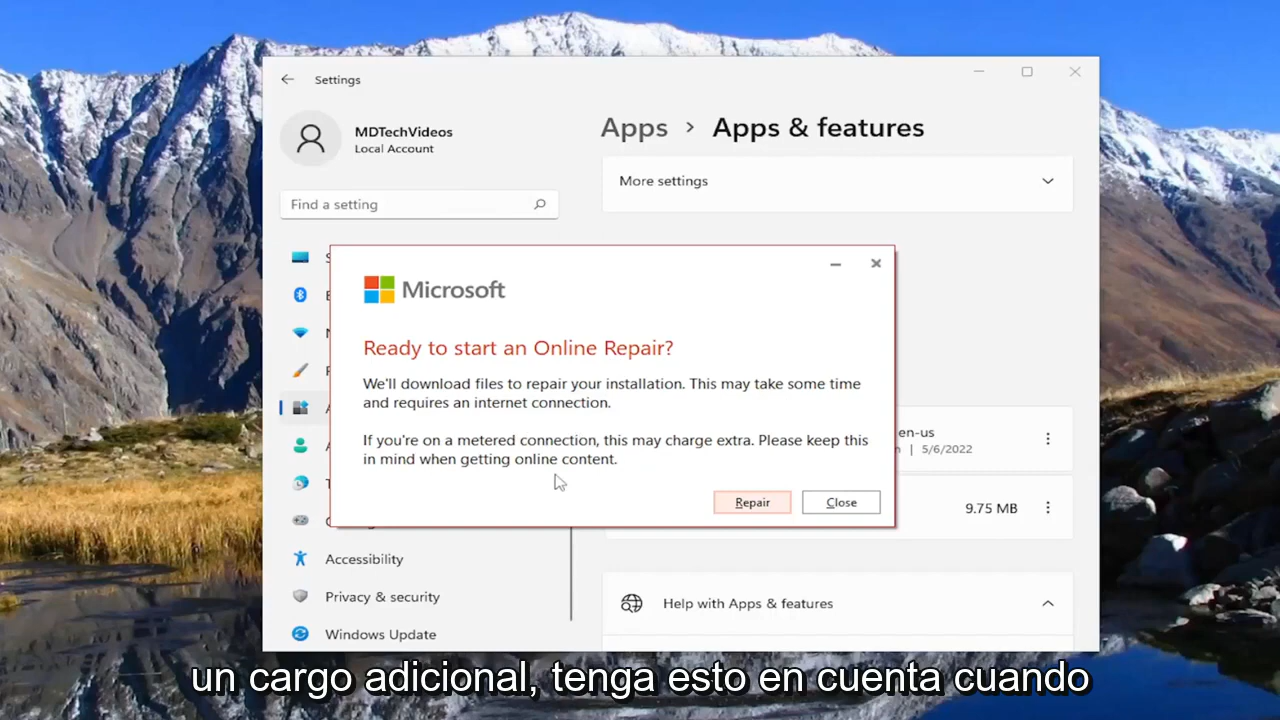 Settings
MDTechVideos
Local Account
Find a setting
Accessibility
Privacy & security
Windows Update
Apps › Apps & features
More settings
Microsoft
Ready to start an Online Repair?
We'll download files to repair your installation. This may take some time
and requires an internet connection.
If you're on a metered connection, this may charge extra. Please keep this
in mind when getting online content.
Repair
Close
en-us
| 5/6/2022
9.75 MB
Help with Apps & features
un cargo adicional, tenga esto en cuenta cuando